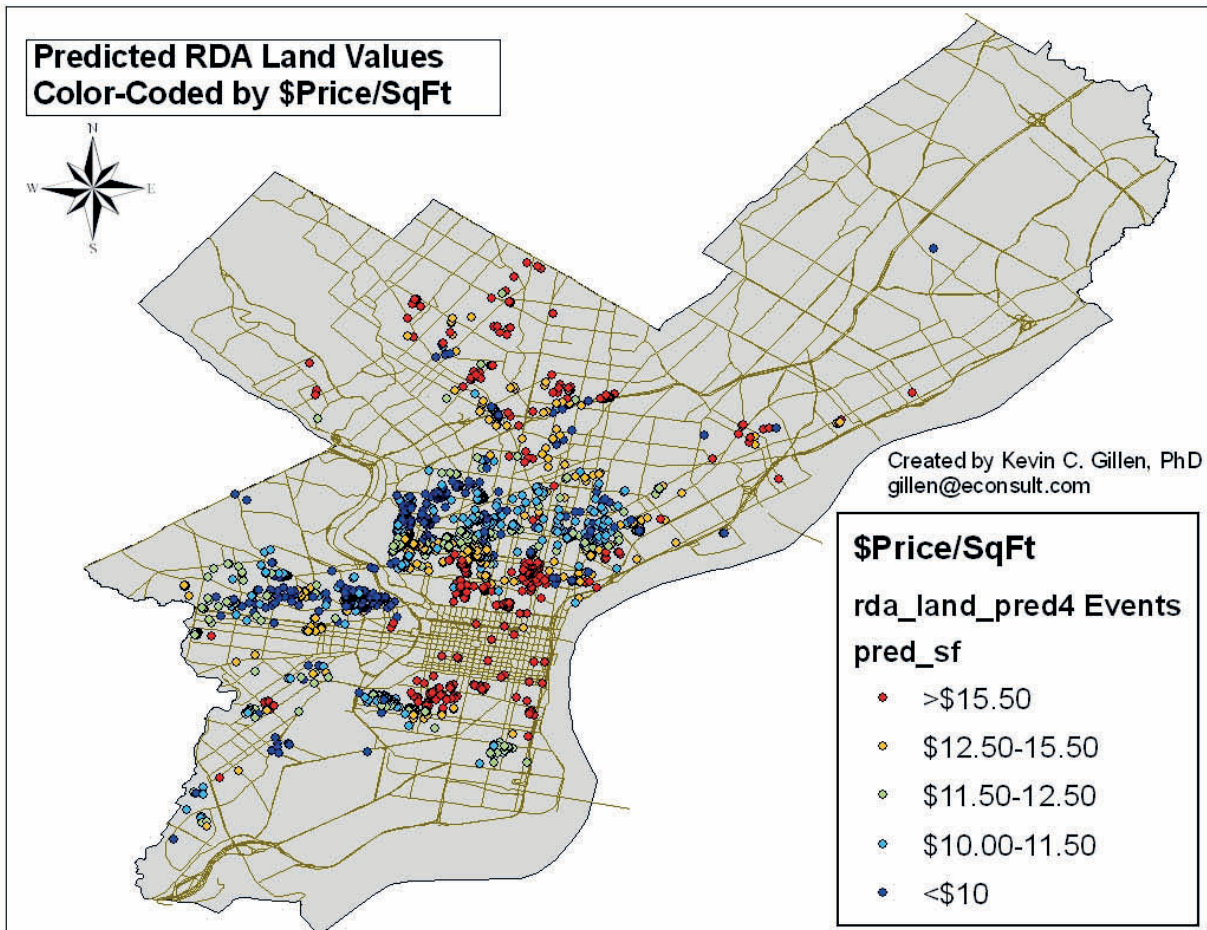 Predicted RDA Land Values
Color-Coded by $Price/SqFt
N
W
E
S
Created by Kevin C. Gillen, PhD
gillen@econsult.com
$Price/SqFt
rda_land_pred4 Events
pred_sf
>$15.50
$12.50-15.50
$11.50-12.50
$10.00-11.50
<$10